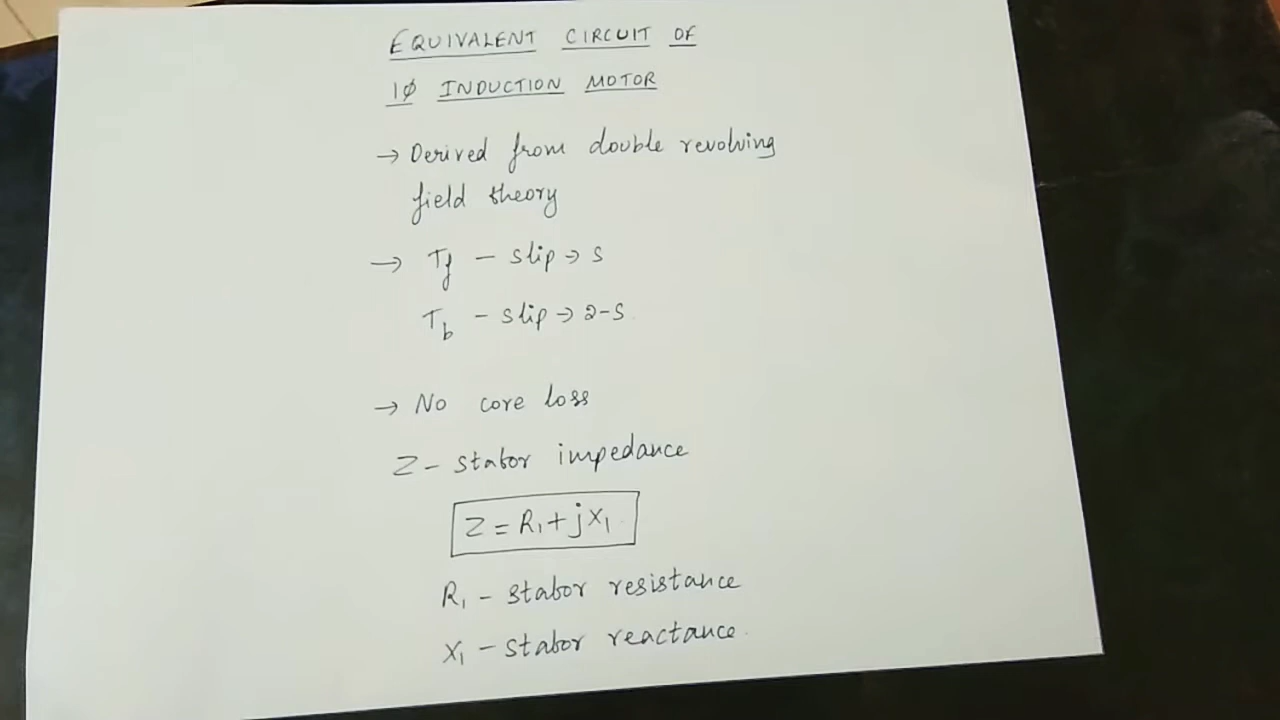 EQUIVALENT CIRCUIT OF
1ϕ INDUCTION MOTOR
→ Derived from double revolving
field theory
→ Tf - slip → s
Tb - slip → 2-s
→ No core loss
Z - stator impedance
Z = R1 + jX1
R1 - stator resistance
X1 - stator reactance